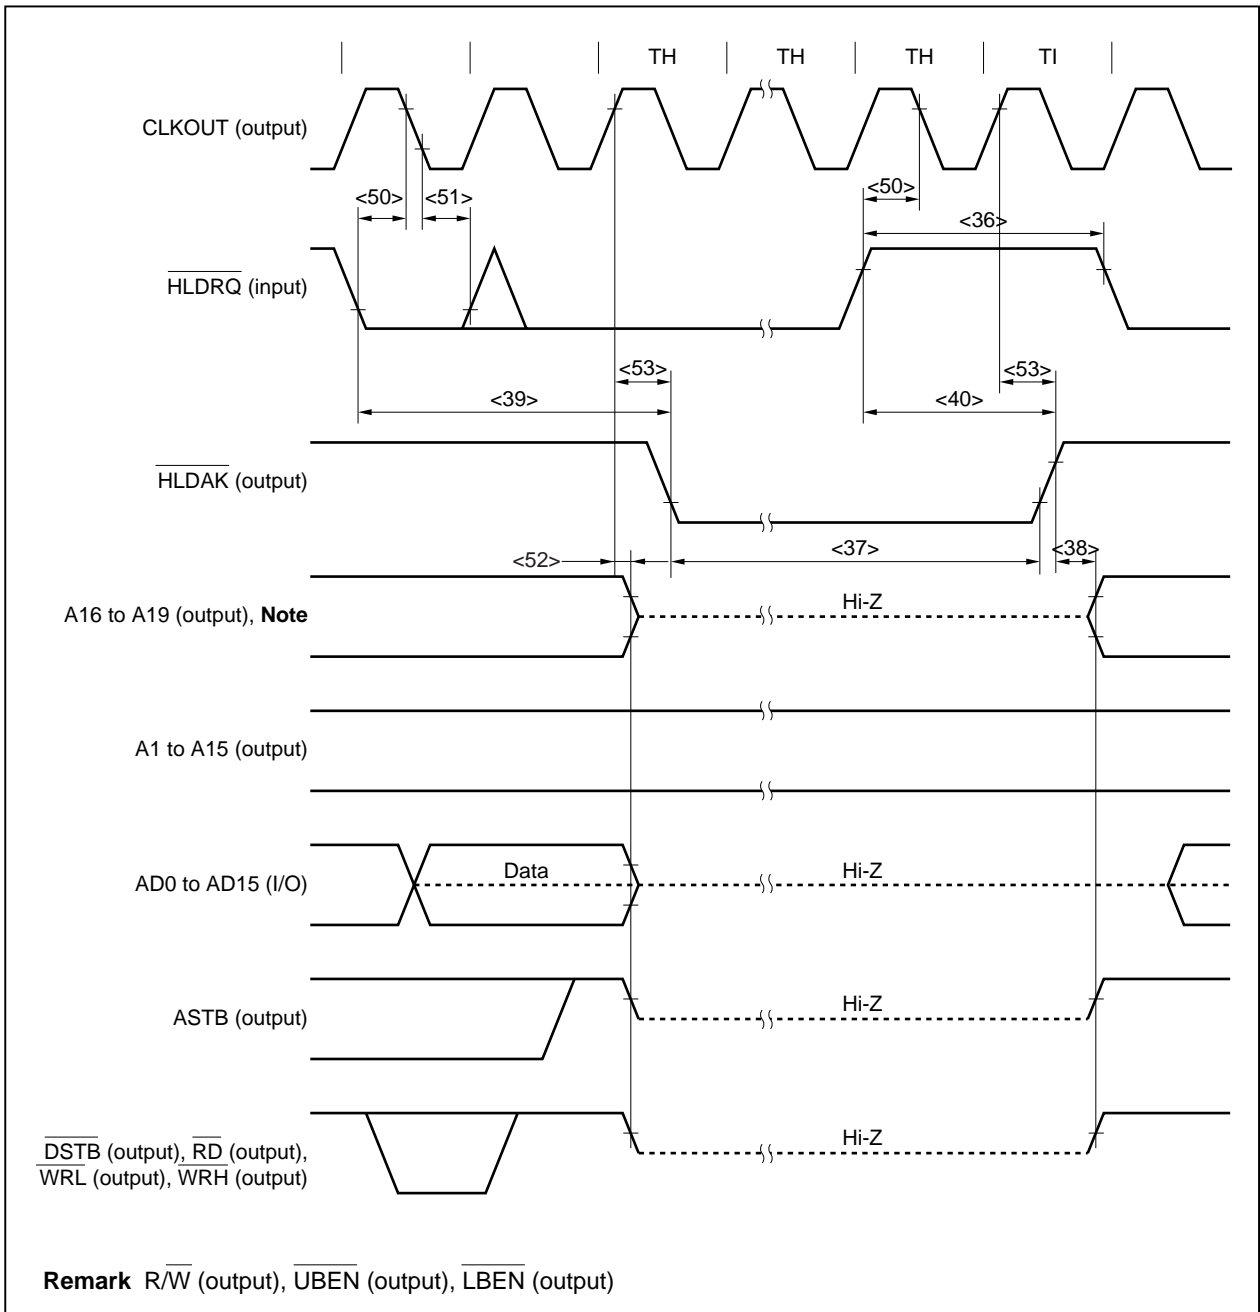 TH TH TH TI
CLKOUT (output)
<50> <51> <50>
<36>
HLDRQ (input)
<53> <53>
<39> <40>
HLDAK (output)
<52> <37> <38>
A16 to A19 (output), Note
Hi-Z
A1 to A15 (output)
AD0 to AD15 (I/O)
Data
Hi-Z
ASTB (output)
Hi-Z
DSTB (output), RD (output),
WRL (output), WRH (output)
Hi-Z
Remark R/W (output), UBEN (output), LBEN (output)